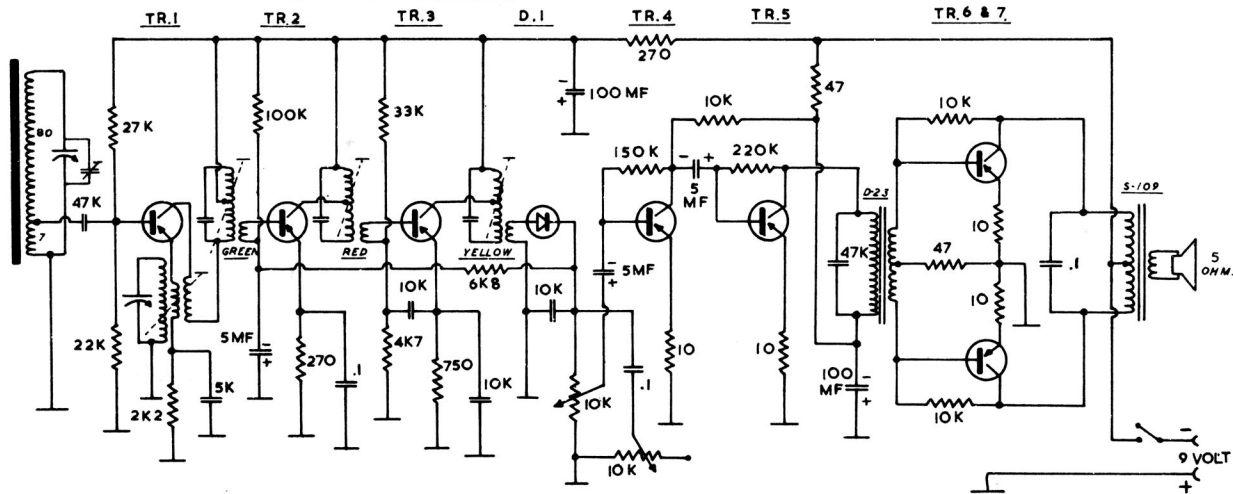 TR.1 TR.2 TR.3 D.1 TR.4 TR.5 TR.6 & 7.
270
47
100 MF
10K
10K
27K
100K
33K
80
150K
5 MF
220K
S-109
D-23
47K
7
GREEN
RED
YELLOW
10
5 OHM.
47K
47
.1
6K8
5MF
10K
10K
10
22K
5MF
4K7
10
10
270
750
100 MF
5K
.1
10K
.1
2K2
10K
10K
10K
-
9 VOLT
+